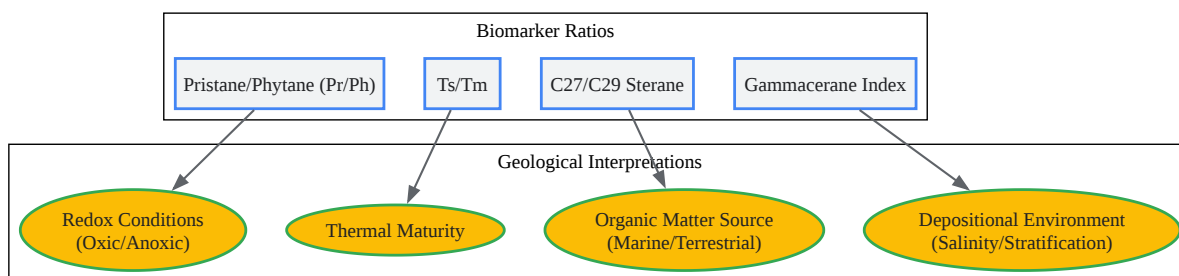 Biomarker Ratios
Pristane/Phytane (Pr/Ph)
Ts/Tm
C27/C29 Sterane
Gammacerane Index
Geological Interpretations
Redox Conditions
(Oxic/Anoxic)
Thermal Maturity
Organic Matter Source
(Marine/Terrestrial)
Depositional Environment
(Salinity/Stratification)